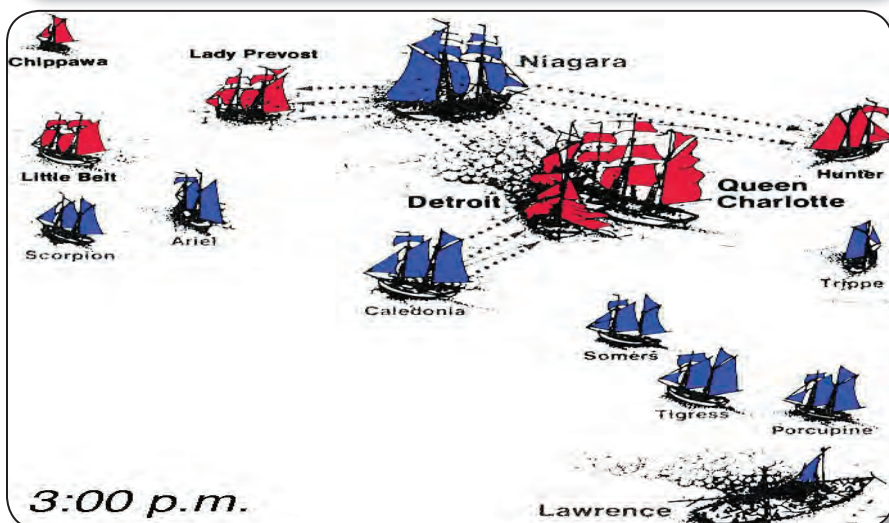 Chippawa
Lady Prevost
Niagara
Little Belt
Hunter
Detroit
Queen
Charlotte
Scorpion
Ariel
Trippe
Caledonia
Somers
Tigress
Porcupine
Lawrence
3:00 p.m.